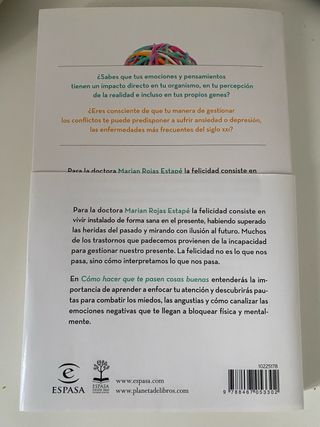 ¿Sabes que tus emociones y pensamientos
tienen un impacto directo en tu organismo, en tu percepción
de la realidad e incluso en tus propios genes?
¿Eres consciente de que tu manera de gestionar
los conflictos te puede predisponer a sufrir ansiedad o depresión,
las enfermedades más frecuentes del siglo XXI?
Para la doctora Marian Rojas Estapé la felicidad consiste en
Para la doctora Marian Rojas Estapé la felicidad consiste en
vivir instalado de forma sana en el presente, habiendo superado
las heridas del pasado y mirando con ilusión al futuro. Muchos
de los trastornos que padecemos provienen de la incapacidad
para gestionar nuestro presente. La felicidad no es lo que nos
pasa, sino cómo interpretamos lo que nos pasa.
En Cómo hacer que te pasen cosas buenas entenderás la im-
portancia de aprender a enfocar tu atención y descubrirás pau-
tas para combatir los miedos, las angustias y cómo canalizar las
emociones negativas que te llegan a bloquear física y mental-
mente.
10225178
ESPASA
ESPASA
www.espasa.com
www.planetadelibros.com
9 788467 053302